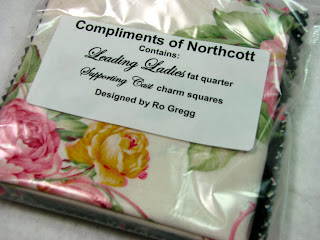 Compliments of Northcott
Contains:
Leading Ladies fat quarter
Supporting Cast charm squares
Designed by Ro Gregg